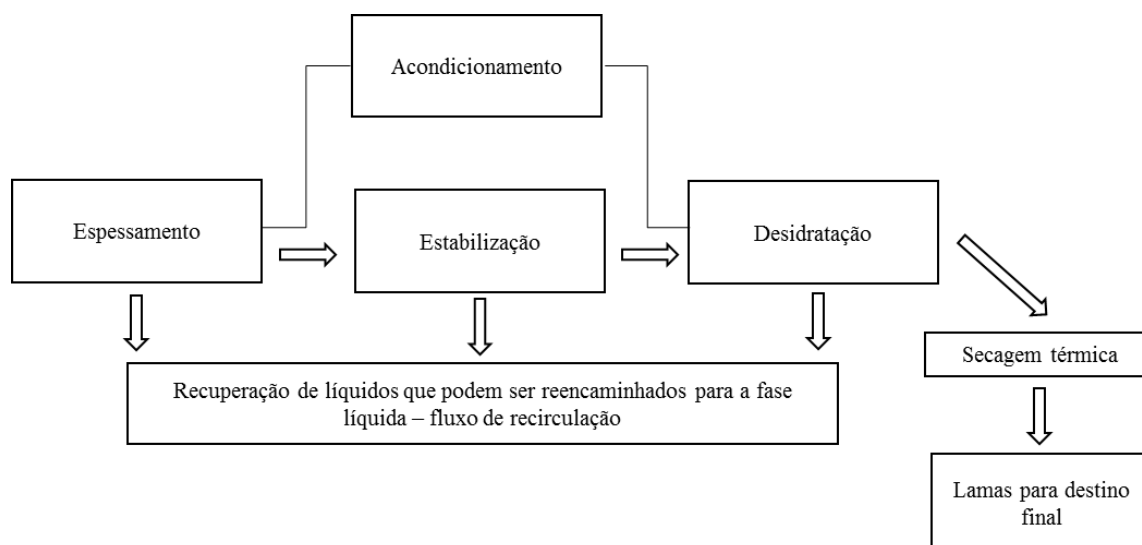 Acondicionamento
Espessamento
Estabilização
Desidratação
Secagem térmica
Recuperação de líquidos que podem ser reencaminhados para a fase
líquida – fluxo de recirculação
Lamas para destino
final